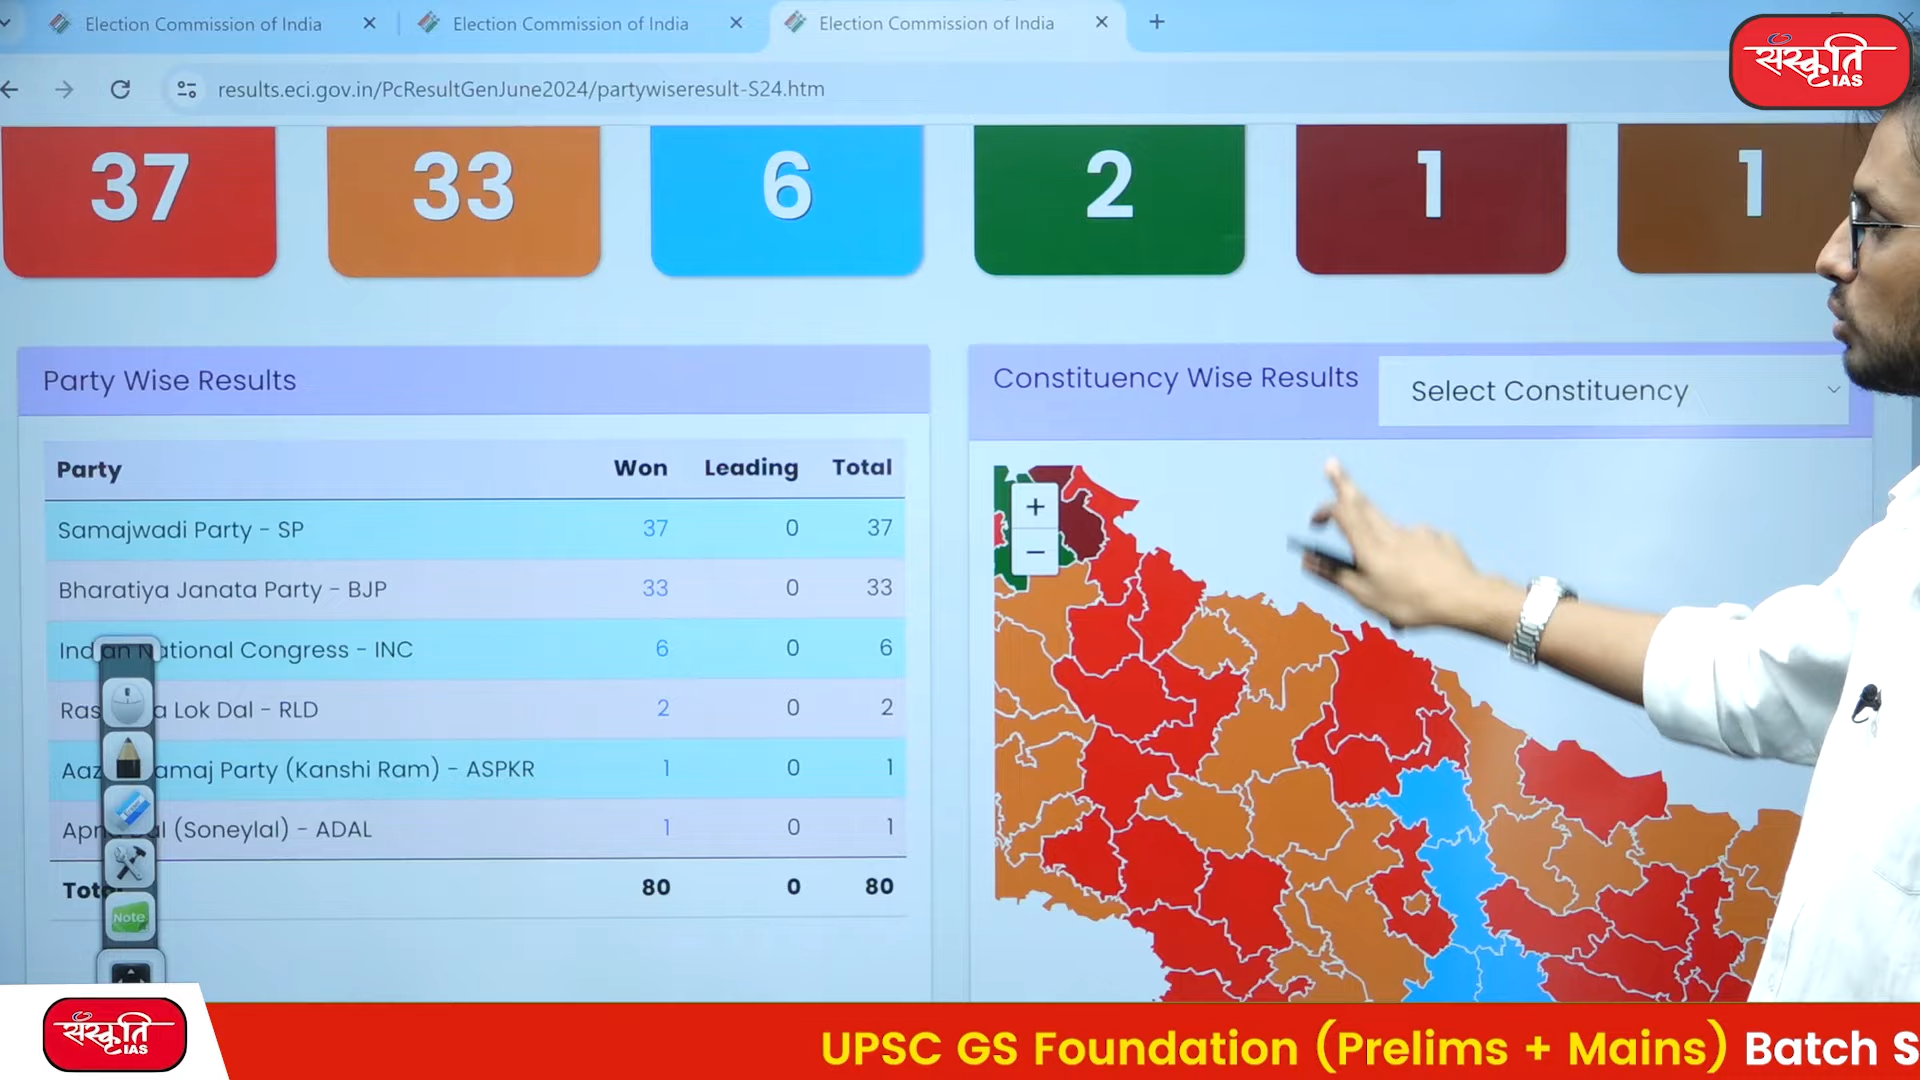 Election Commission of India
Election Commission of India
Election Commission of India
results.eci.gov.in/PcResultGenJune2024/partywiseresult-S24.htm
संस्कृति
IAS
37 33 6 2 1 1
Party Wise Results
Party Won Leading Total
Samajwadi Party - SP 37 0 37
Bharatiya Janata Party - BJP 33 0 33
Indian National Congress - INC 6 0 6
Ras a Lok Dal - RLD 2 0 2
Aaz amaj Party (Kanshi Ram) - ASPKR 1 0 1
Apn al (Soneylal) - ADAL 1 0 1
Tota 80 0 80
Note
Constituency Wise Results
Select Constituency
+
−
संस्कृति
IAS
UPSC GS Foundation (Prelims + Mains) Batch S